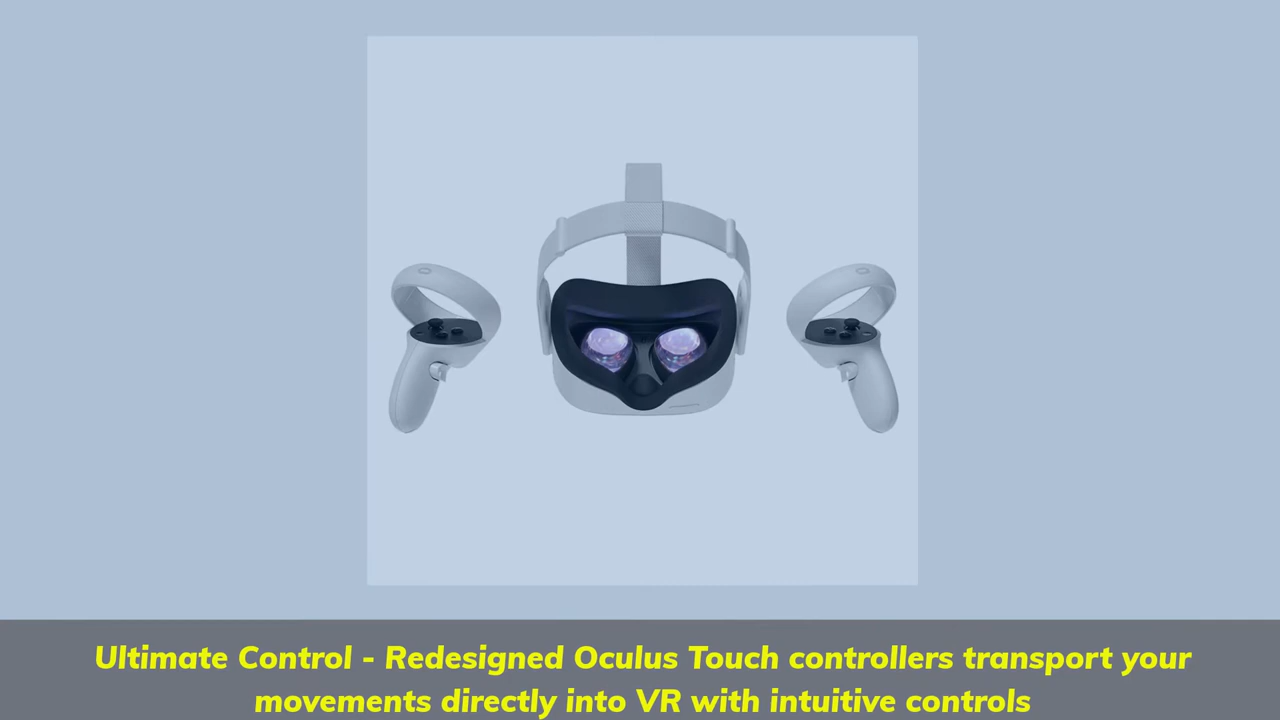 Ultimate Control - Redesigned Oculus Touch controllers transport your
movements directly into VR with intuitive controls